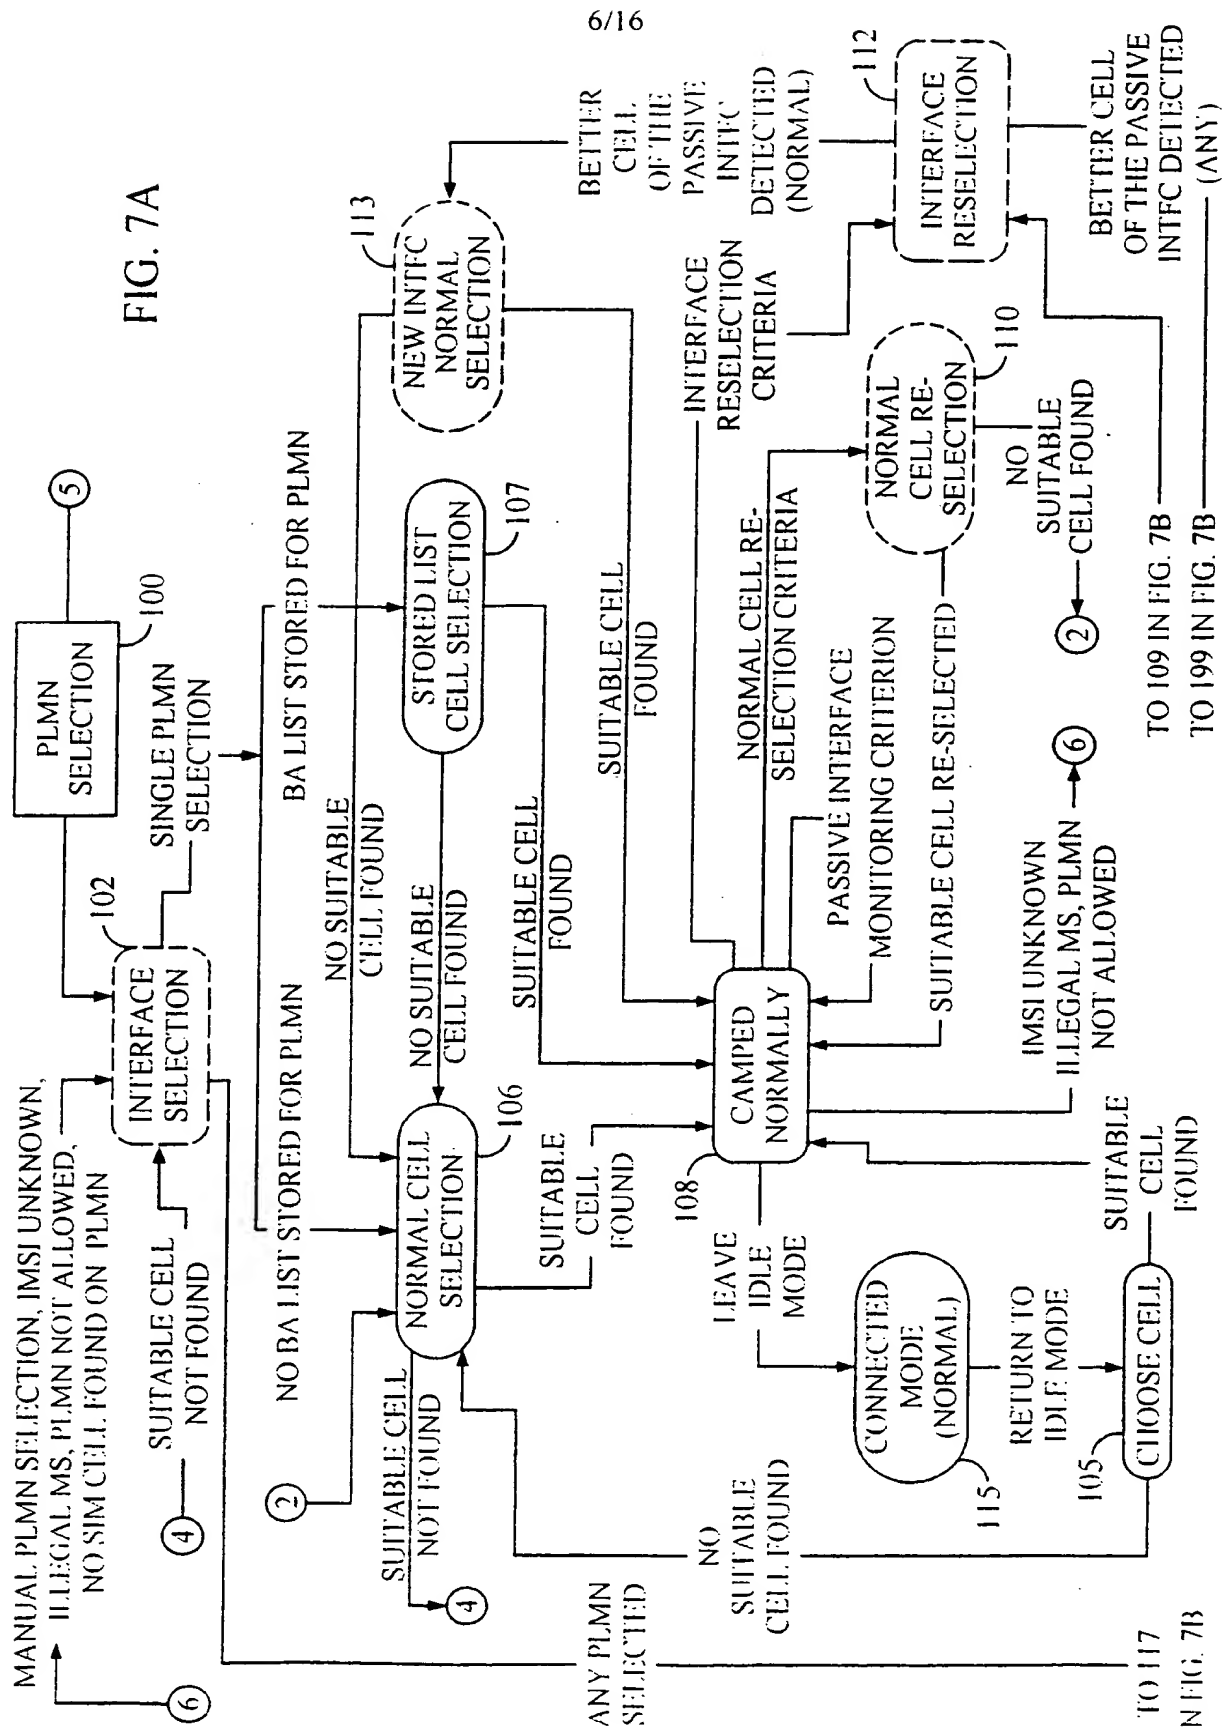 6/16
FIG. 7A
MANUAL PLMN SELECTION, IMSI UNKNOWN,
ILLEGAL MS, PLMN NOT ALLOWED,
NO SIM CELL FOUND ON PLMN
6
4
SUITABLE CELL
NOT FOUND
INTERFACE
SELECTION
102
PLMN
SELECTION
100
5
SINGLE PLMN
SELECTION
NO BA LIST STORED FOR PLMN
BA LIST STORED FOR PLMN
2
NORMAL CELL
SELECTION
106
SUITABLE CELL
NOT FOUND
4
NO SUITABLE
CELL FOUND
NO SUITABLE
CELL FOUND
STORED LIST
CELL SELECTION
107
NEW INTFC
NORMAL
SELECTION
113
SUITABLE
CELL
FOUND
SUITABLE CELL
FOUND
SUITABLE CELL
FOUND
BETTER
CELL
OF THE
PASSIVE
INTFC
DETECTED
(NORMAL)
ANY PLMN
SELECTED
NO
SUITABLE
CELL FOUND
LEAVE
IDLE
MODE
108
CAMPED
NORMALLY
INTERFACE
RESELECTION
CRITERIA
NORMAL CELL RE-
SELECTION CRITERIA
PASSIVE INTERFACE
MONITORING CRITERION
SUITABLE CELL RE-SELECTED
NORMAL
CELL RE-
SELECTION
110
INTERFACE
RESELECTION
112
CONNECTED
MODE
(NORMAL)
115
RETURN TO
IDLE MODE
IMSI UNKNOWN
ILLEGAL MS, PLMN
NOT ALLOWED
6
NO
SUITABLE
CELL FOUND
2
BETTER CELL
OF THE PASSIVE
INTFC DETECTED
(ANY)
105
CHOOSE CELL
SUITABLE
CELL
FOUND
TO 109 IN FIG. 7B
TO 199 IN FIG. 7B
TO 117
N FIG. 7B